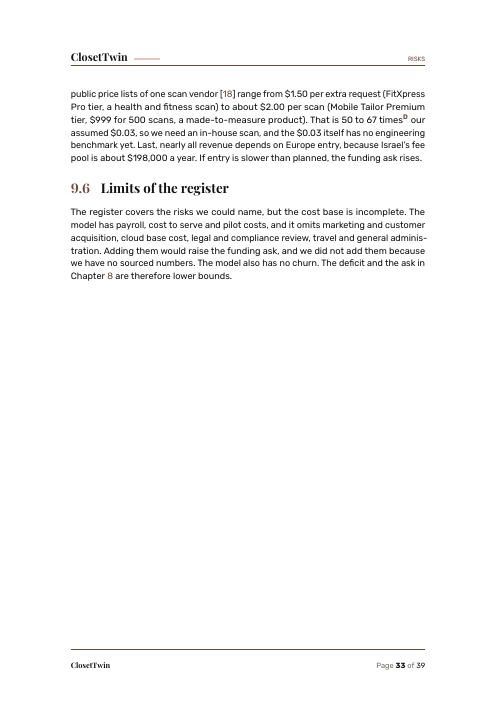 ClosetTwin
RISKS
public price lists of one scan vendor [18] range from $1.50 per extra request (FitXpress
Pro tier, a health and fitness scan) to about $2.00 per scan (Mobile Tailor Premium
tier, $999 for 500 scans, a made-to-measure product). That is 50 to 67 timesD our
assumed $0.03, so we need an in-house scan, and the $0.03 itself has no engineering
benchmark yet. Last, nearly all revenue depends on Europe entry, because Israel’s fee
pool is about $198,000 a year. If entry is slower than planned, the funding ask rises.
9.6 Limits of the register
The register covers the risks we could name, but the cost base is incomplete. The
model has payroll, cost to serve and pilot costs, and it omits marketing and customer
acquisition, cloud base cost, legal and compliance review, travel and general adminis-
tration. Adding them would raise the funding ask, and we did not add them because
we have no sourced numbers. The model also has no churn. The deficit and the ask in
Chapter 8 are therefore lower bounds.
ClosetTwin
Page 33 of 39